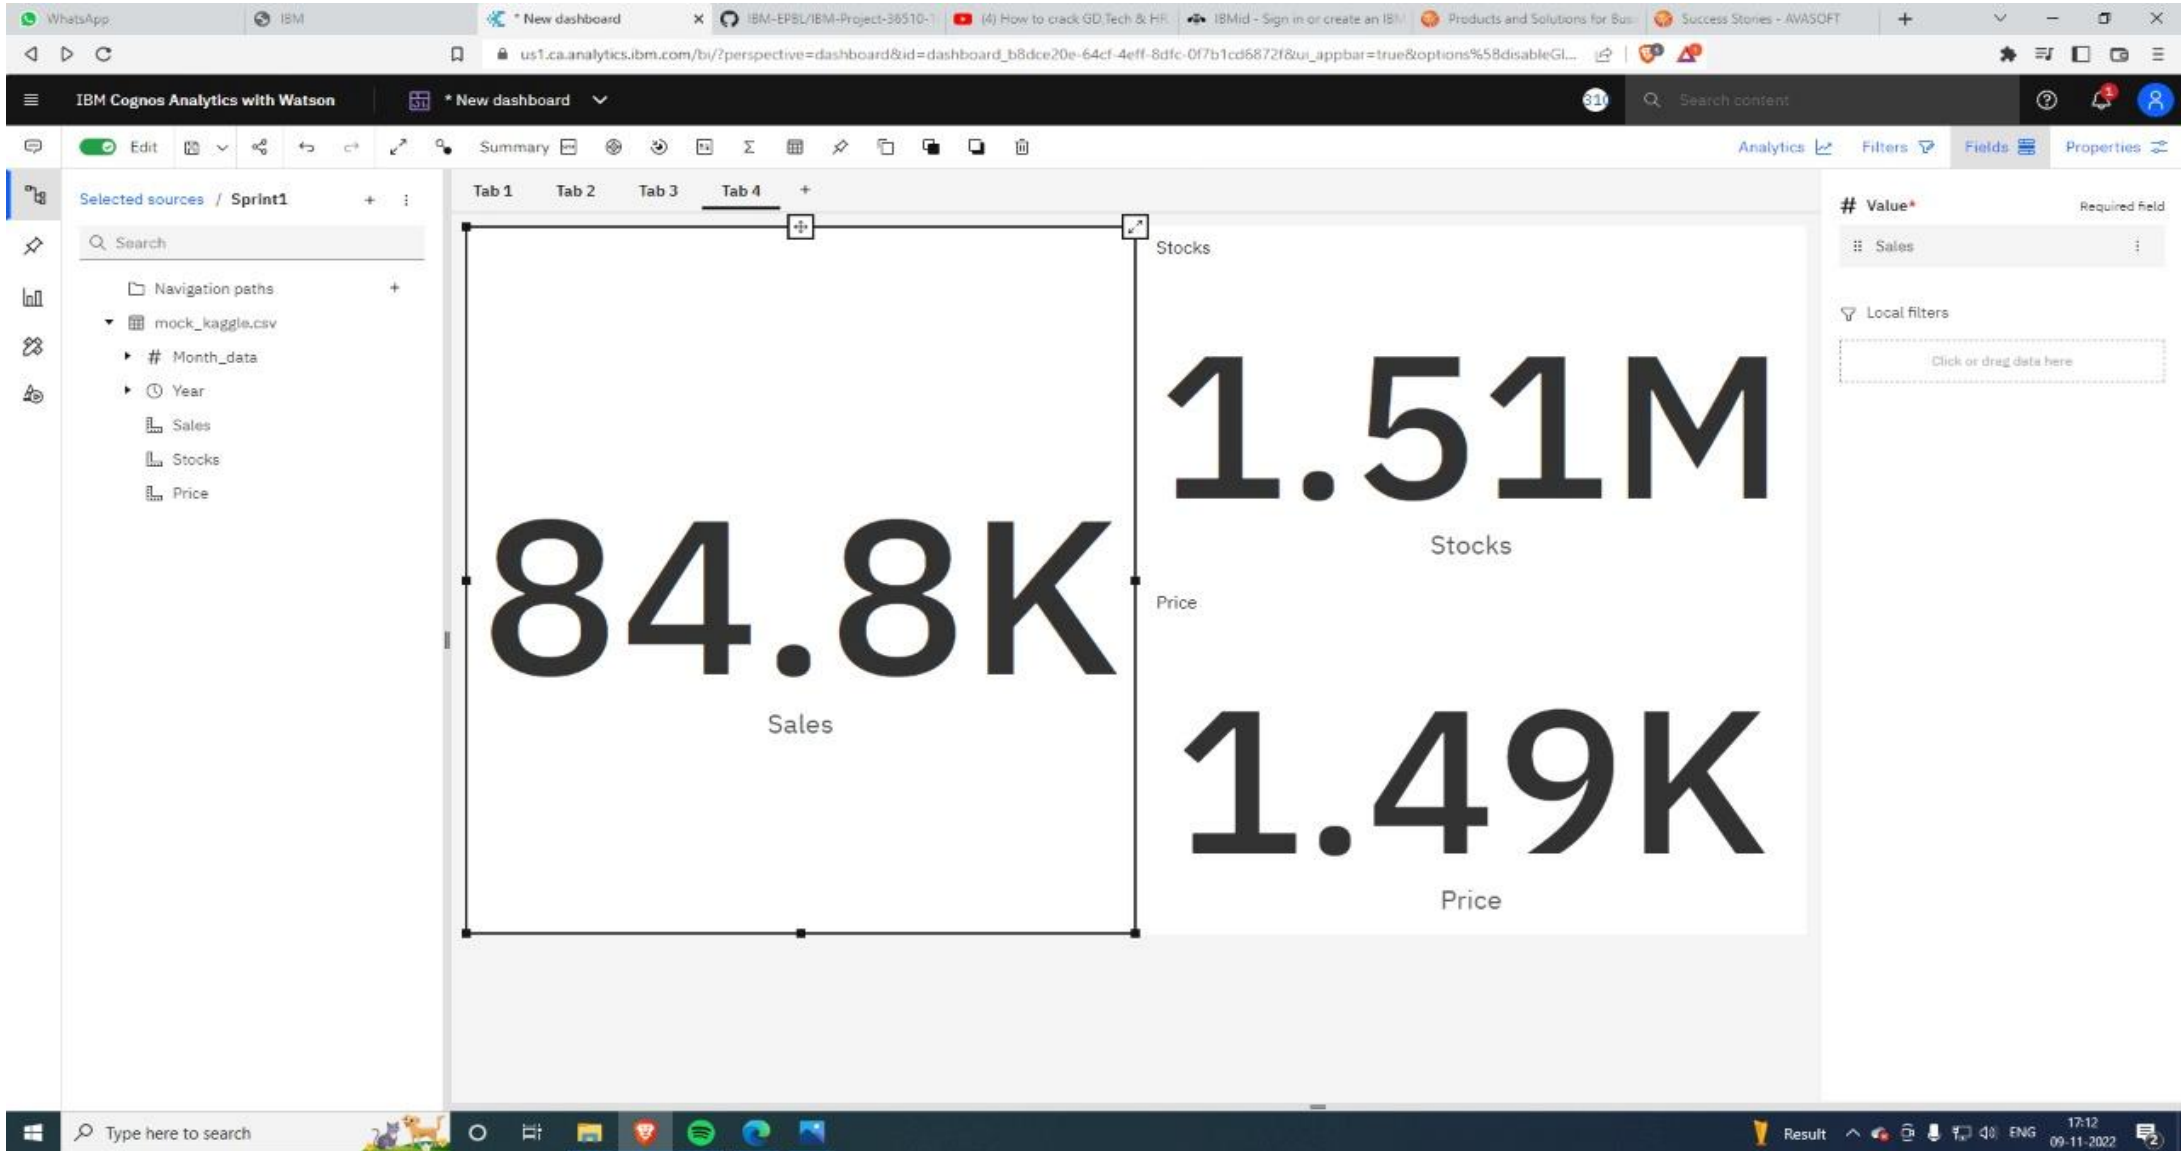 WhatsApp
IBM
* New dashboard
IBM-EPBL/IBM-Project-36510-1
(4) How to crack GD,Tech & HR
IBMid - Sign in or create an IBM
Products and Solutions for Bus
Success Stories - AVASOFT
us1.ca.analytics.ibm.com/bi/?perspective=dashboard&id=dashboard_b8dce20e-64cf-4eff-8dfc-0f7b1cd6872f&ui_appbar=true&options%5BdisableGl...
IBM Cognos Analytics with Watson
* New dashboard
310
Search content
1
Edit
Summary
Analytics
Filters
Fields
Properties
Selected sources / Sprint1
Search
Navigation paths
mock_kaggle.csv
# Month_data
Year
Sales
Stocks
Price
Tab 1
Tab 2
Tab 3
Tab 4
84.8K
Sales
Stocks
1.51M
Stocks
Price
1.49K
Price
# Value*
Required field
Sales
Local filters
Click or drag data here
Type here to search
Result
ENG
17:12
09-11-2022
2